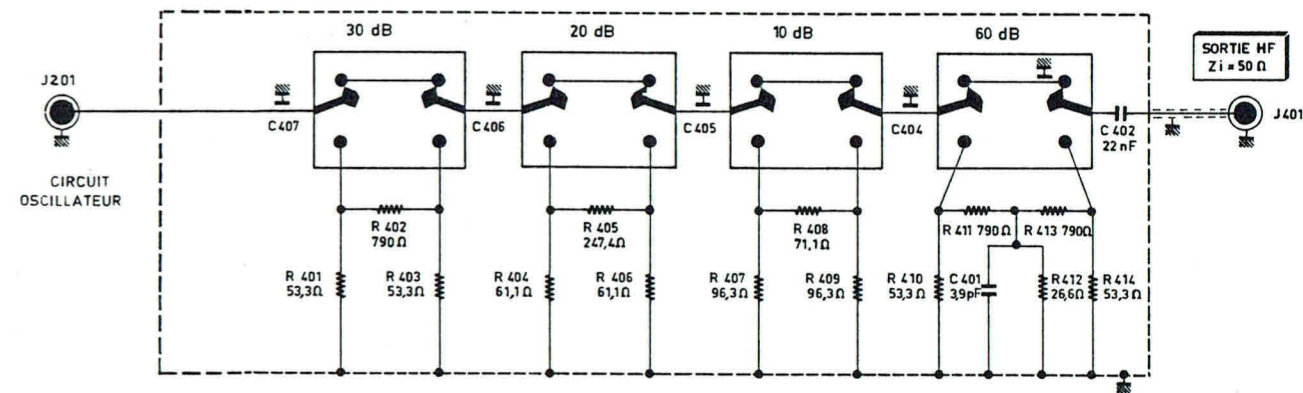 30 dB
20 dB
10 dB
60 dB
SORTIE HF
Zi = 50 Ω
J201
J401
C407
C406
C405
C404
C 402
22 nF
CIRCUIT
OSCILLATEUR
R 402
790 Ω
R 405
247,4Ω
R 408
71,1Ω
R 411 790 Ω
R 413 790Ω
R 401
53,3Ω
R 403
53,3Ω
R 404
61,1Ω
R 406
61,1Ω
R 407
96,3Ω
R 409
96,3Ω
R 410
53,3 Ω
C401
3,9pF
R412
26,6Ω
R 414
53,3Ω